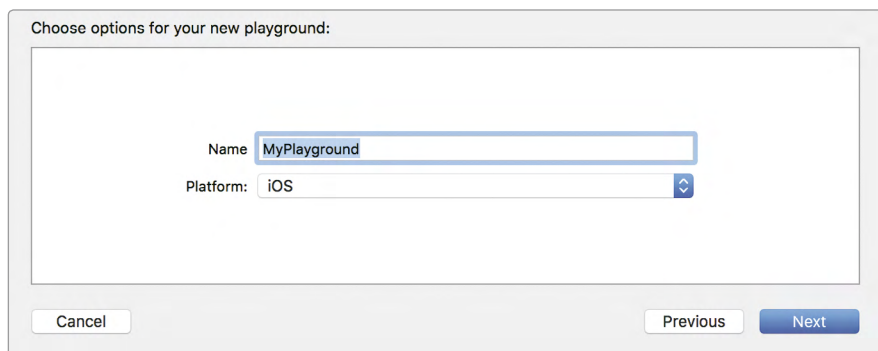 Choose options for your new playground:
Name MyPlayground
Platform: iOS
Cancel Previous Next